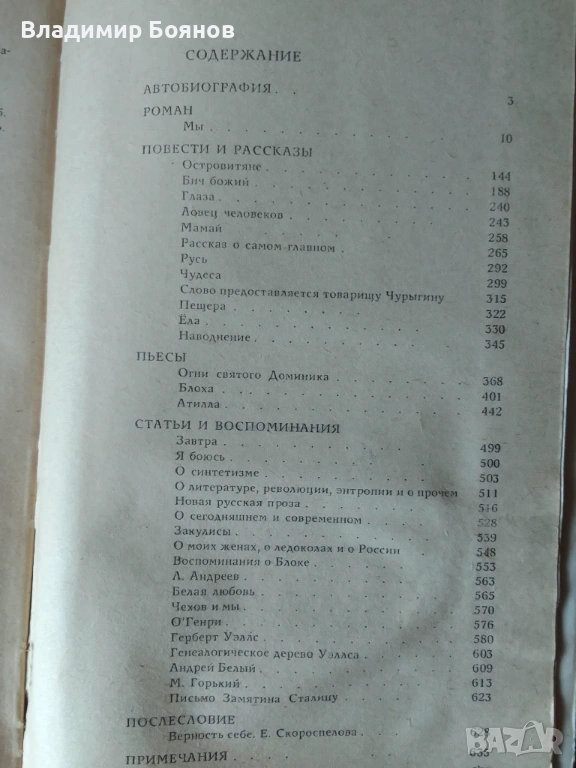 Владимир Боянов
а-
5.
СОДЕРЖАНИЕ
АВТОБИОГРАФИЯ . . 3
РОМАН
Мы . . . 10
ПОВЕСТИ И РАССКАЗЫ
Островитяне . . . 144
Бич божий . . . 188
Глаза . . . 240
Ловец человеков . . . 243
Мамай . . . 258
Рассказ о самом главном . . . 265
Русь . . . 292
Чудеса . . . 299
Слово предоставляется товарищу Чурыгину 315
Пещера . . . 322
Ёла . . . 330
Наводнение . . . 345
ПЬЕСЫ
Огни святого Доминика . . . 368
Блоха . . . 401
Атилла . . . 442
СТАТЬИ И ВОСПОМИНАНИЯ
Завтра . . . 499
Я боюсь . . . 500
О синтетизме . . . 503
О литературе, революции, энтропии и о прочем 511
Новая русская проза . . . 516
О сегодняшнем и современном . . . 528
Закулисы . . . 539
О моих женах, о ледоколах и о России . . . 548
Воспоминания о Блоке . . . 553
Л. Андреев . . . 563
Белая любовь . . . 565
Чехов и мы . . . 570
О'Генри . . . 576
Герберт Уэллс . . . 580
Генеалогическое дерево Уэллса . . . 603
Андрей Белый . . . 609
М. Горький . . . 613
Письмо Замятина Сталину . . . 623
ПОСЛЕСЛОВИЕ
Верность себе. Е. Скороспелова . . .
ПРИМЕЧАНИЯ . . .
bazar